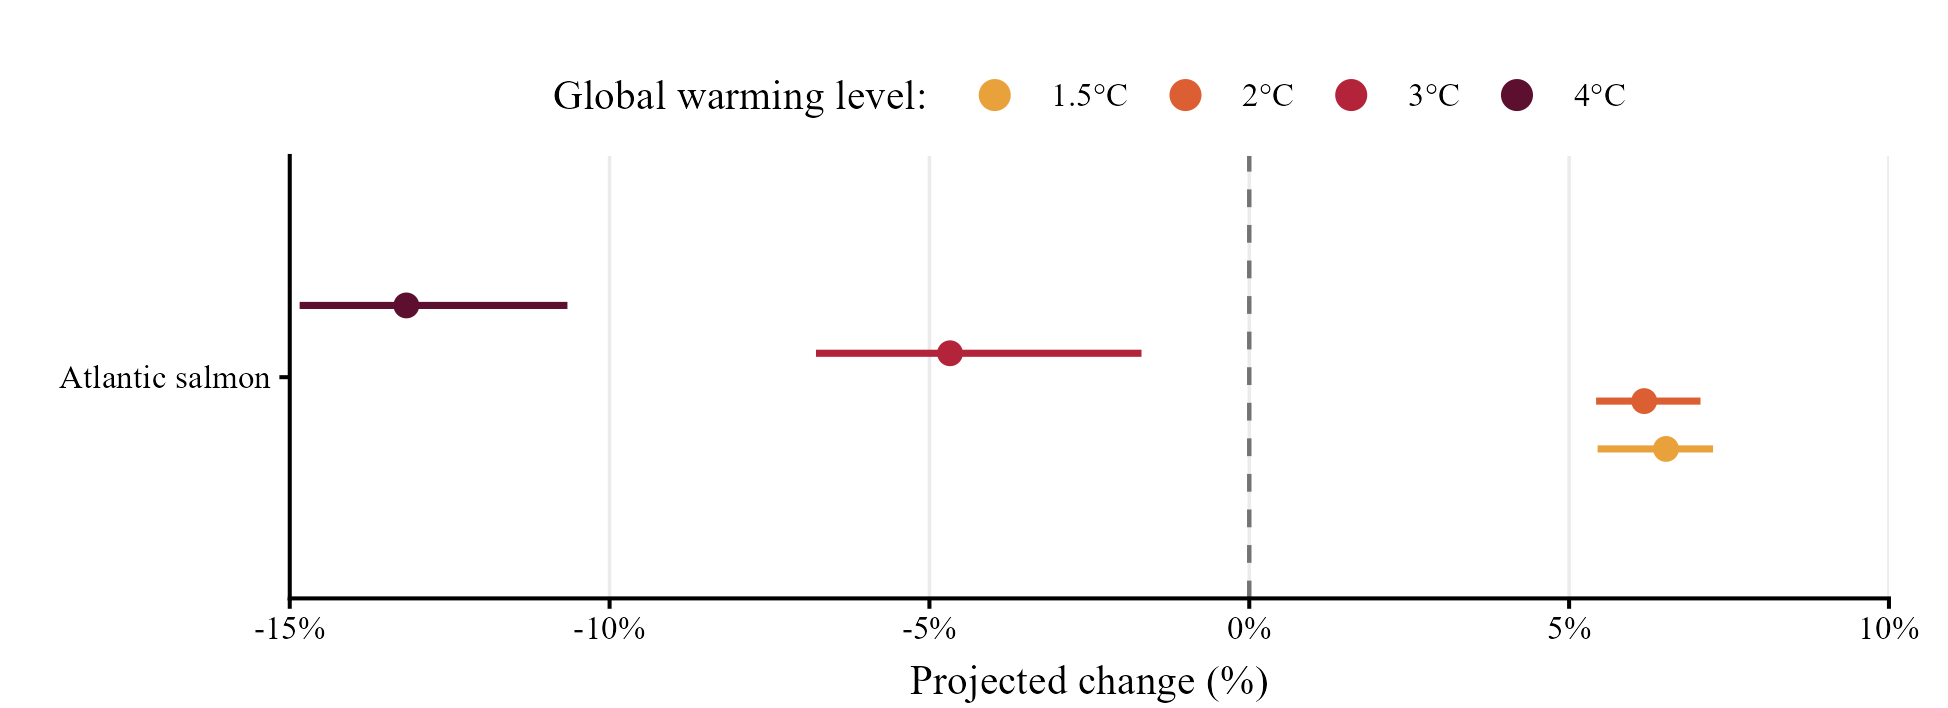 Global warming level: 1.5°C 2°C 3°C 4°C
Atlantic salmon
-15% -10% -5% 0% 5% 10%
Projected change (%)